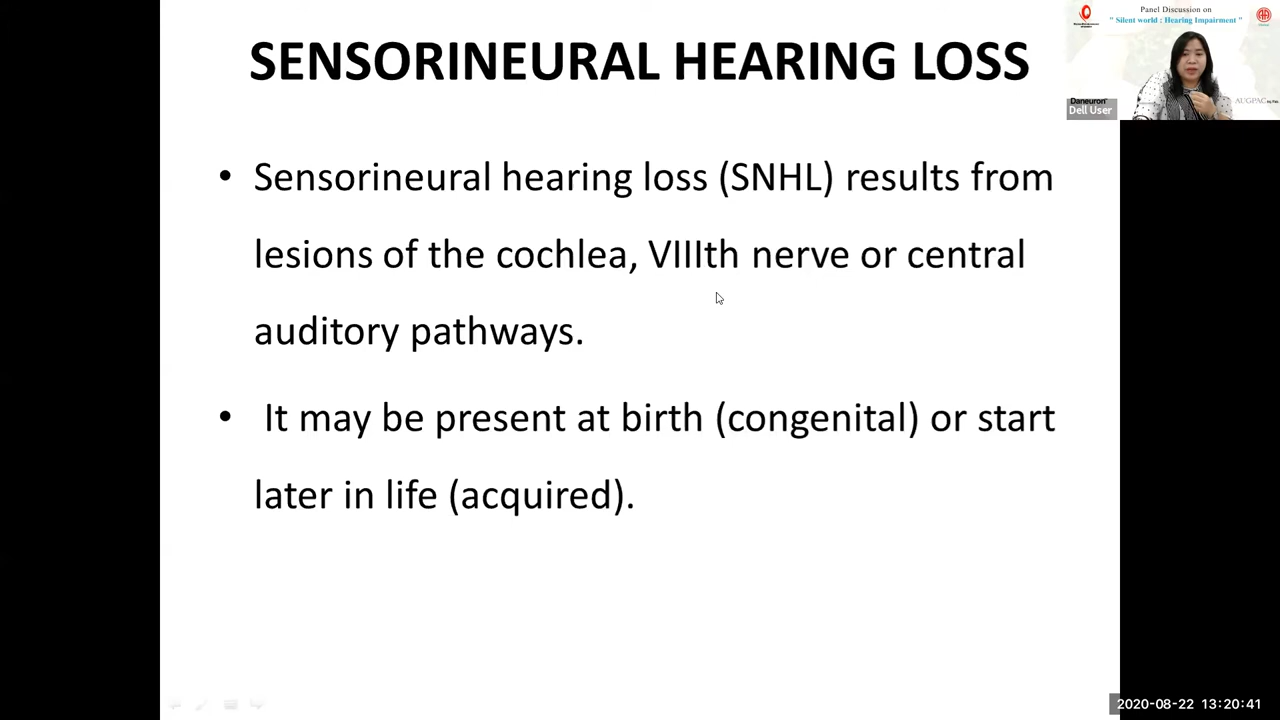 SENSORINEURAL HEARING LOSS
• Sensorineural hearing loss (SNHL) results from
lesions of the cochlea, VIIIth nerve or central
auditory pathways.
• It may be present at birth (congenital) or start
later in life (acquired).
Panel Discussion on
" Silent world : Hearing Impairment "
Daneuron
AUGPAC
Dell User
2020-08-22 13:20:41